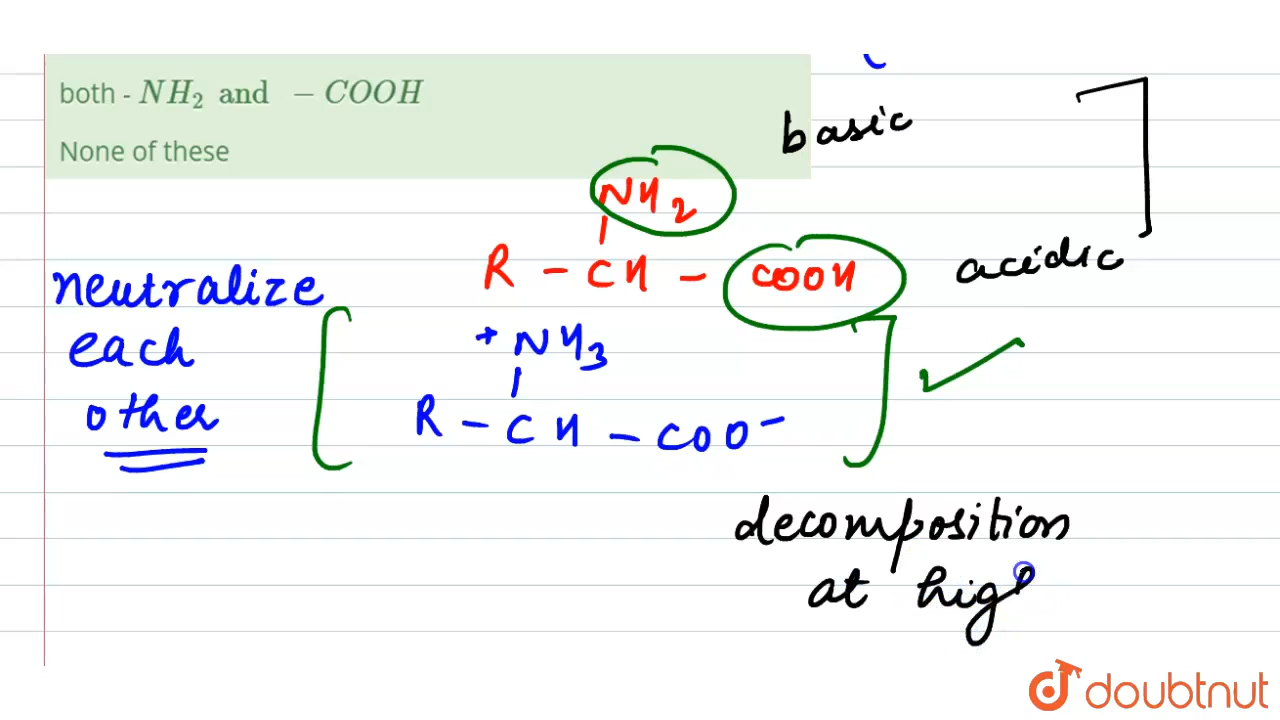 both - NH2 and - COOH
None of these
basic
NH2
|
R - CH - COOH
acidic
neutralize
each
other
+NH3
|
R - CH - COO-
decomposition
at high
doubtnut